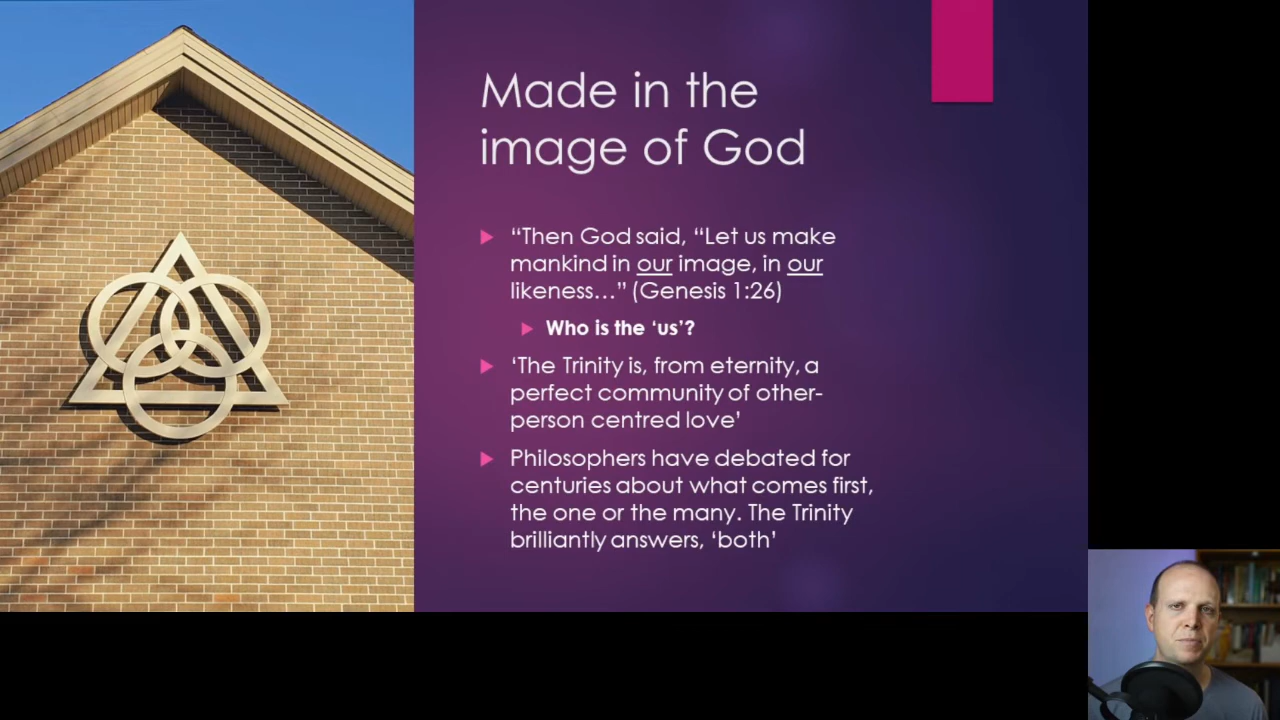 Made in the
image of God
“Then God said, “Let us make
mankind in our image, in our
likeness…” (Genesis 1:26)
Who is the ‘us’?
‘The Trinity is, from eternity, a
perfect community of other-
person centred love’
Philosophers have debated for
centuries about what comes first,
the one or the many. The Trinity
brilliantly answers, ‘both’